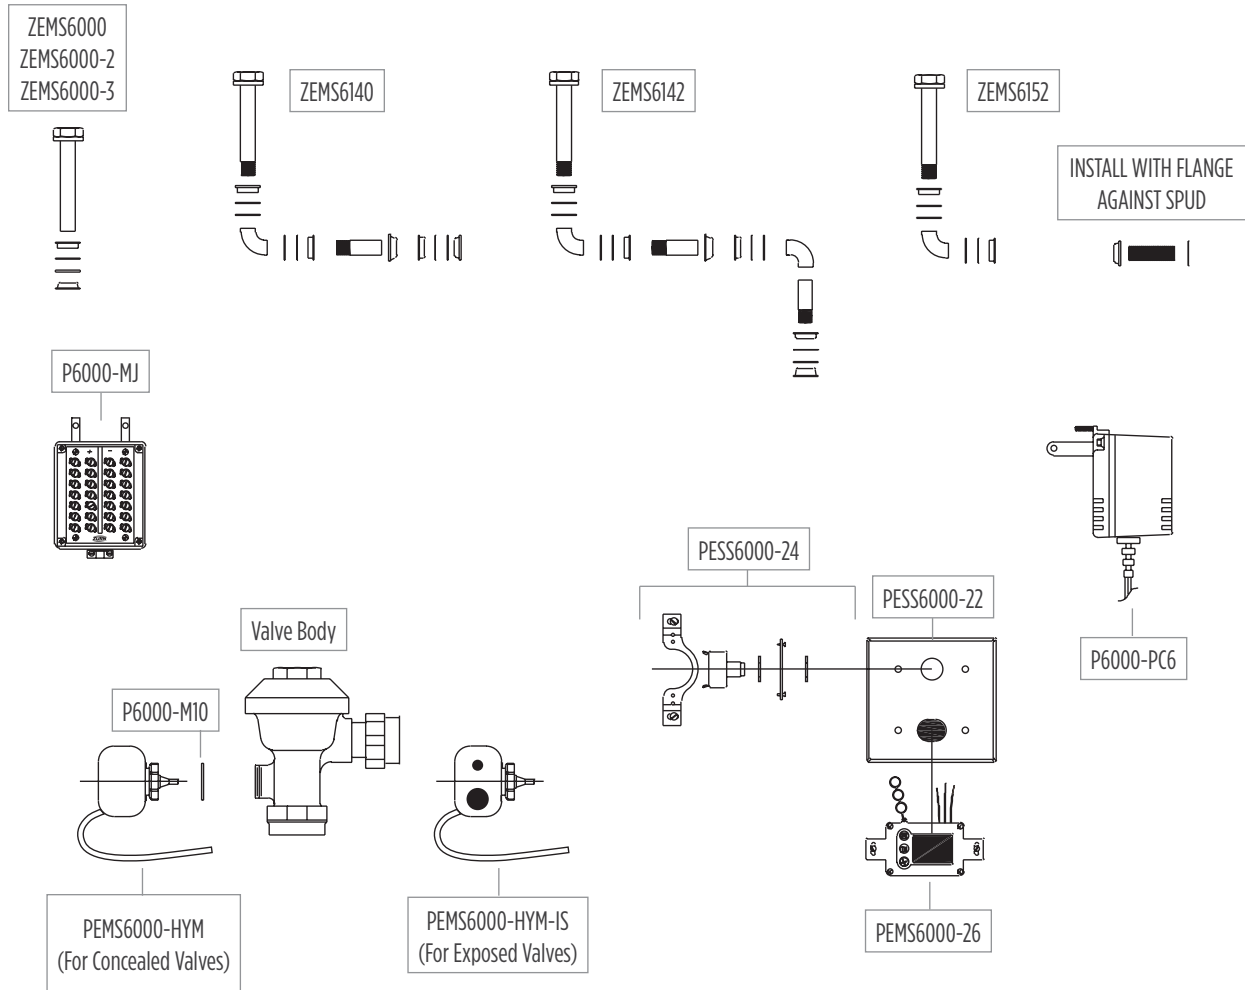 ZEMS6000
ZEMS6000-2
ZEMS6000-3
ZEMS6140
ZEMS6142
ZEMS6152
INSTALL WITH FLANGE
AGAINST SPUD
P6000-MJ
+ −
ZURN
PESS6000-24
PESS6000-22
P6000-PC6
Valve Body
P6000-M10
PEMS6000-HYM
(For Concealed Valves)
PEMS6000-HYM-IS
(For Exposed Valves)
PEMS6000-26